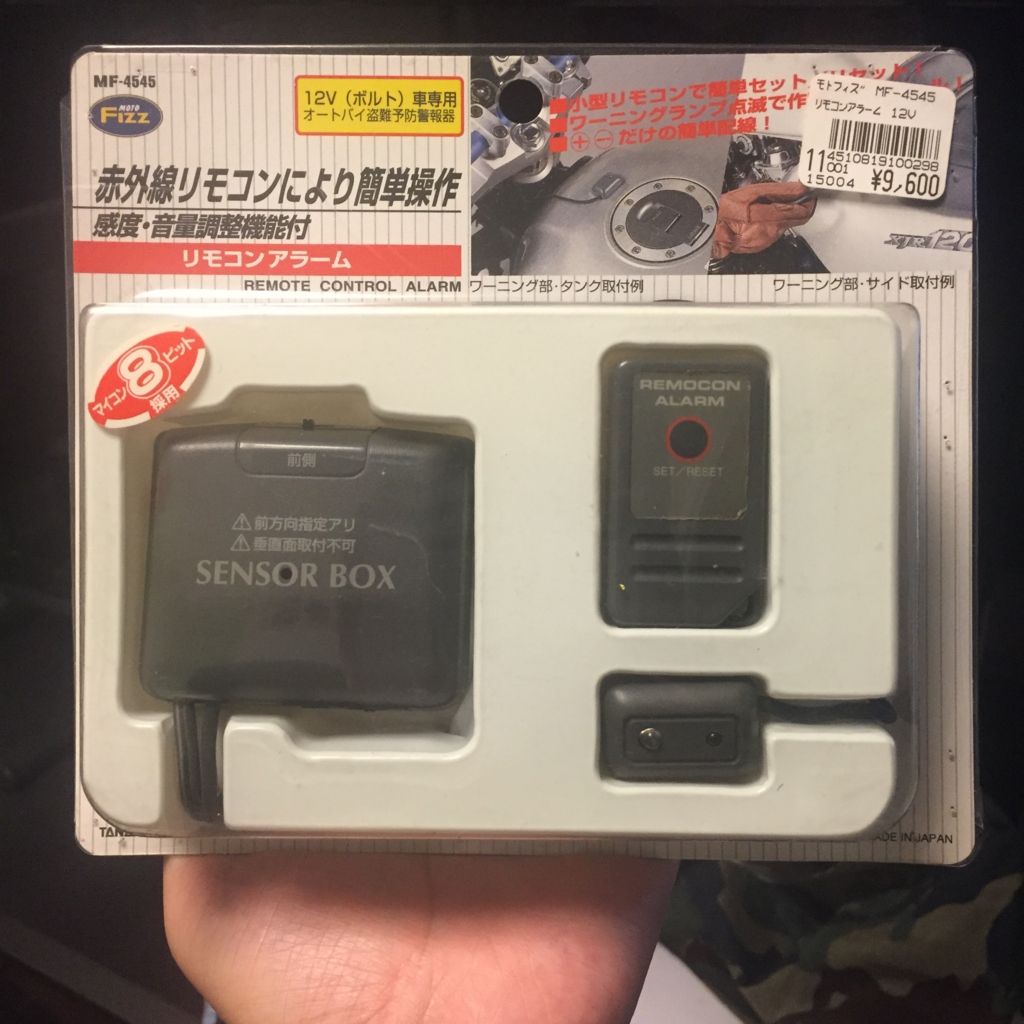 MF-4545
MOTO
FIZZ
12V（ボルト）車専用
オートバイ盗難予防警報器
赤外線リモコンにより簡単操作
感度・音量調整機能付
リモコンアラーム
REMOTE CONTROL ALARM
■小型リモコンで簡単セット
■ワーニングランプ点滅で作
■⊕⊖だけの簡単配線！
モトフィズ MF-4545
リモコンアラーム 12V
4510819100298
11
001
15004
¥9,600
ワーニング部・タンク取付例
ワーニング部・サイド取付例
マイコン8ビット採用
前側
⚠前方向指定アリ
⚠垂直面取付不可
SENSOR BOX
REMOCON
ALARM
SET/RESET
IN JAPAN